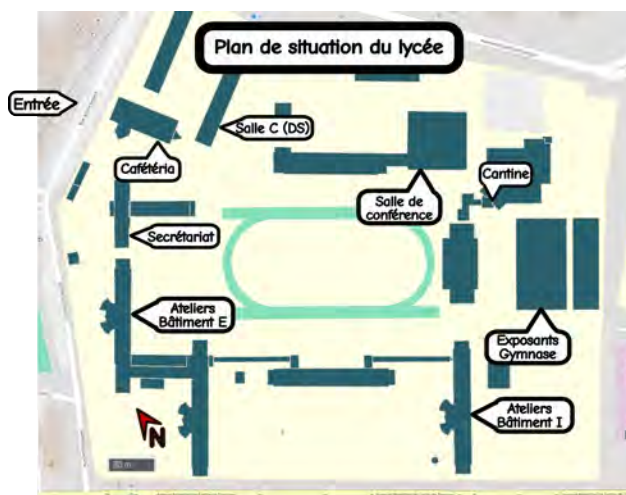 Plan de situation du lycée
Entrée
Salle C (DS)
Cafétéria
Cantine
Salle de
conférence
Secrétariat
Ateliers
Bâtiment E
Exposants
Gymnase
Ateliers
Bâtiment I
N